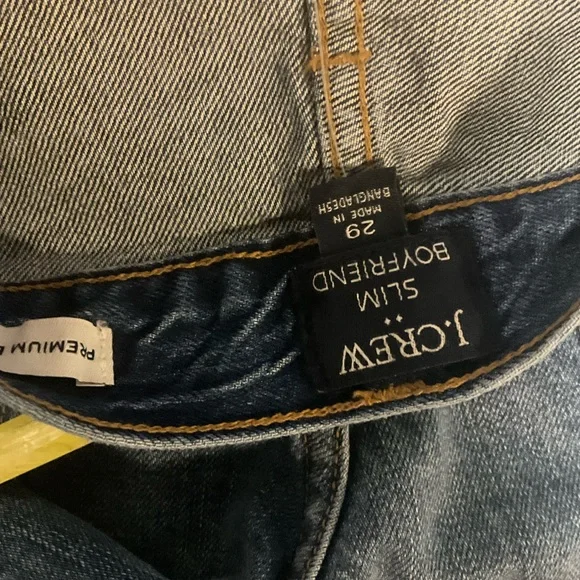 J.CREW
SLIM
BOYFRIEND
29
MADE IN
BANGLADESH
PREMIUM